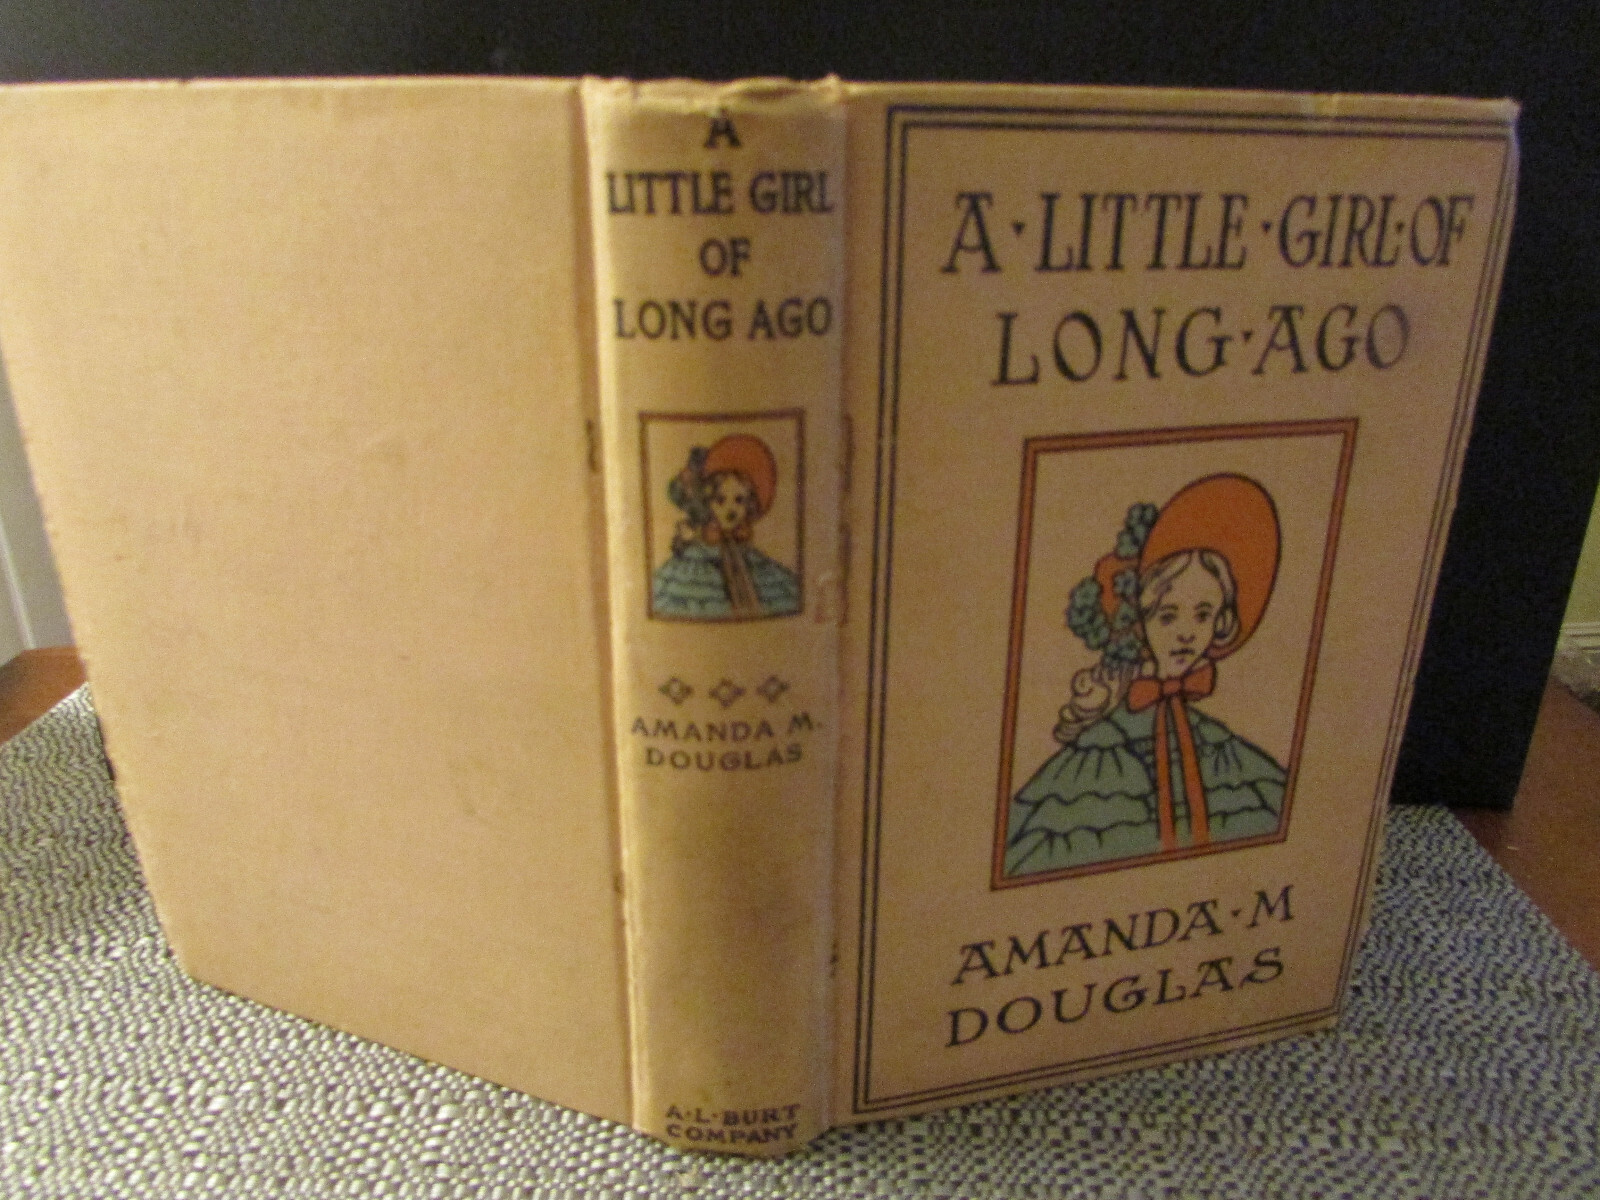 A
LITTLE GIRL
OF
LONG AGO
AMANDA M.
DOUGLAS
A·L·BURT
COMPANY
A·LITTLE·GIRL·OF
LONG·AGO
AMANDA·M
DOUGLAS